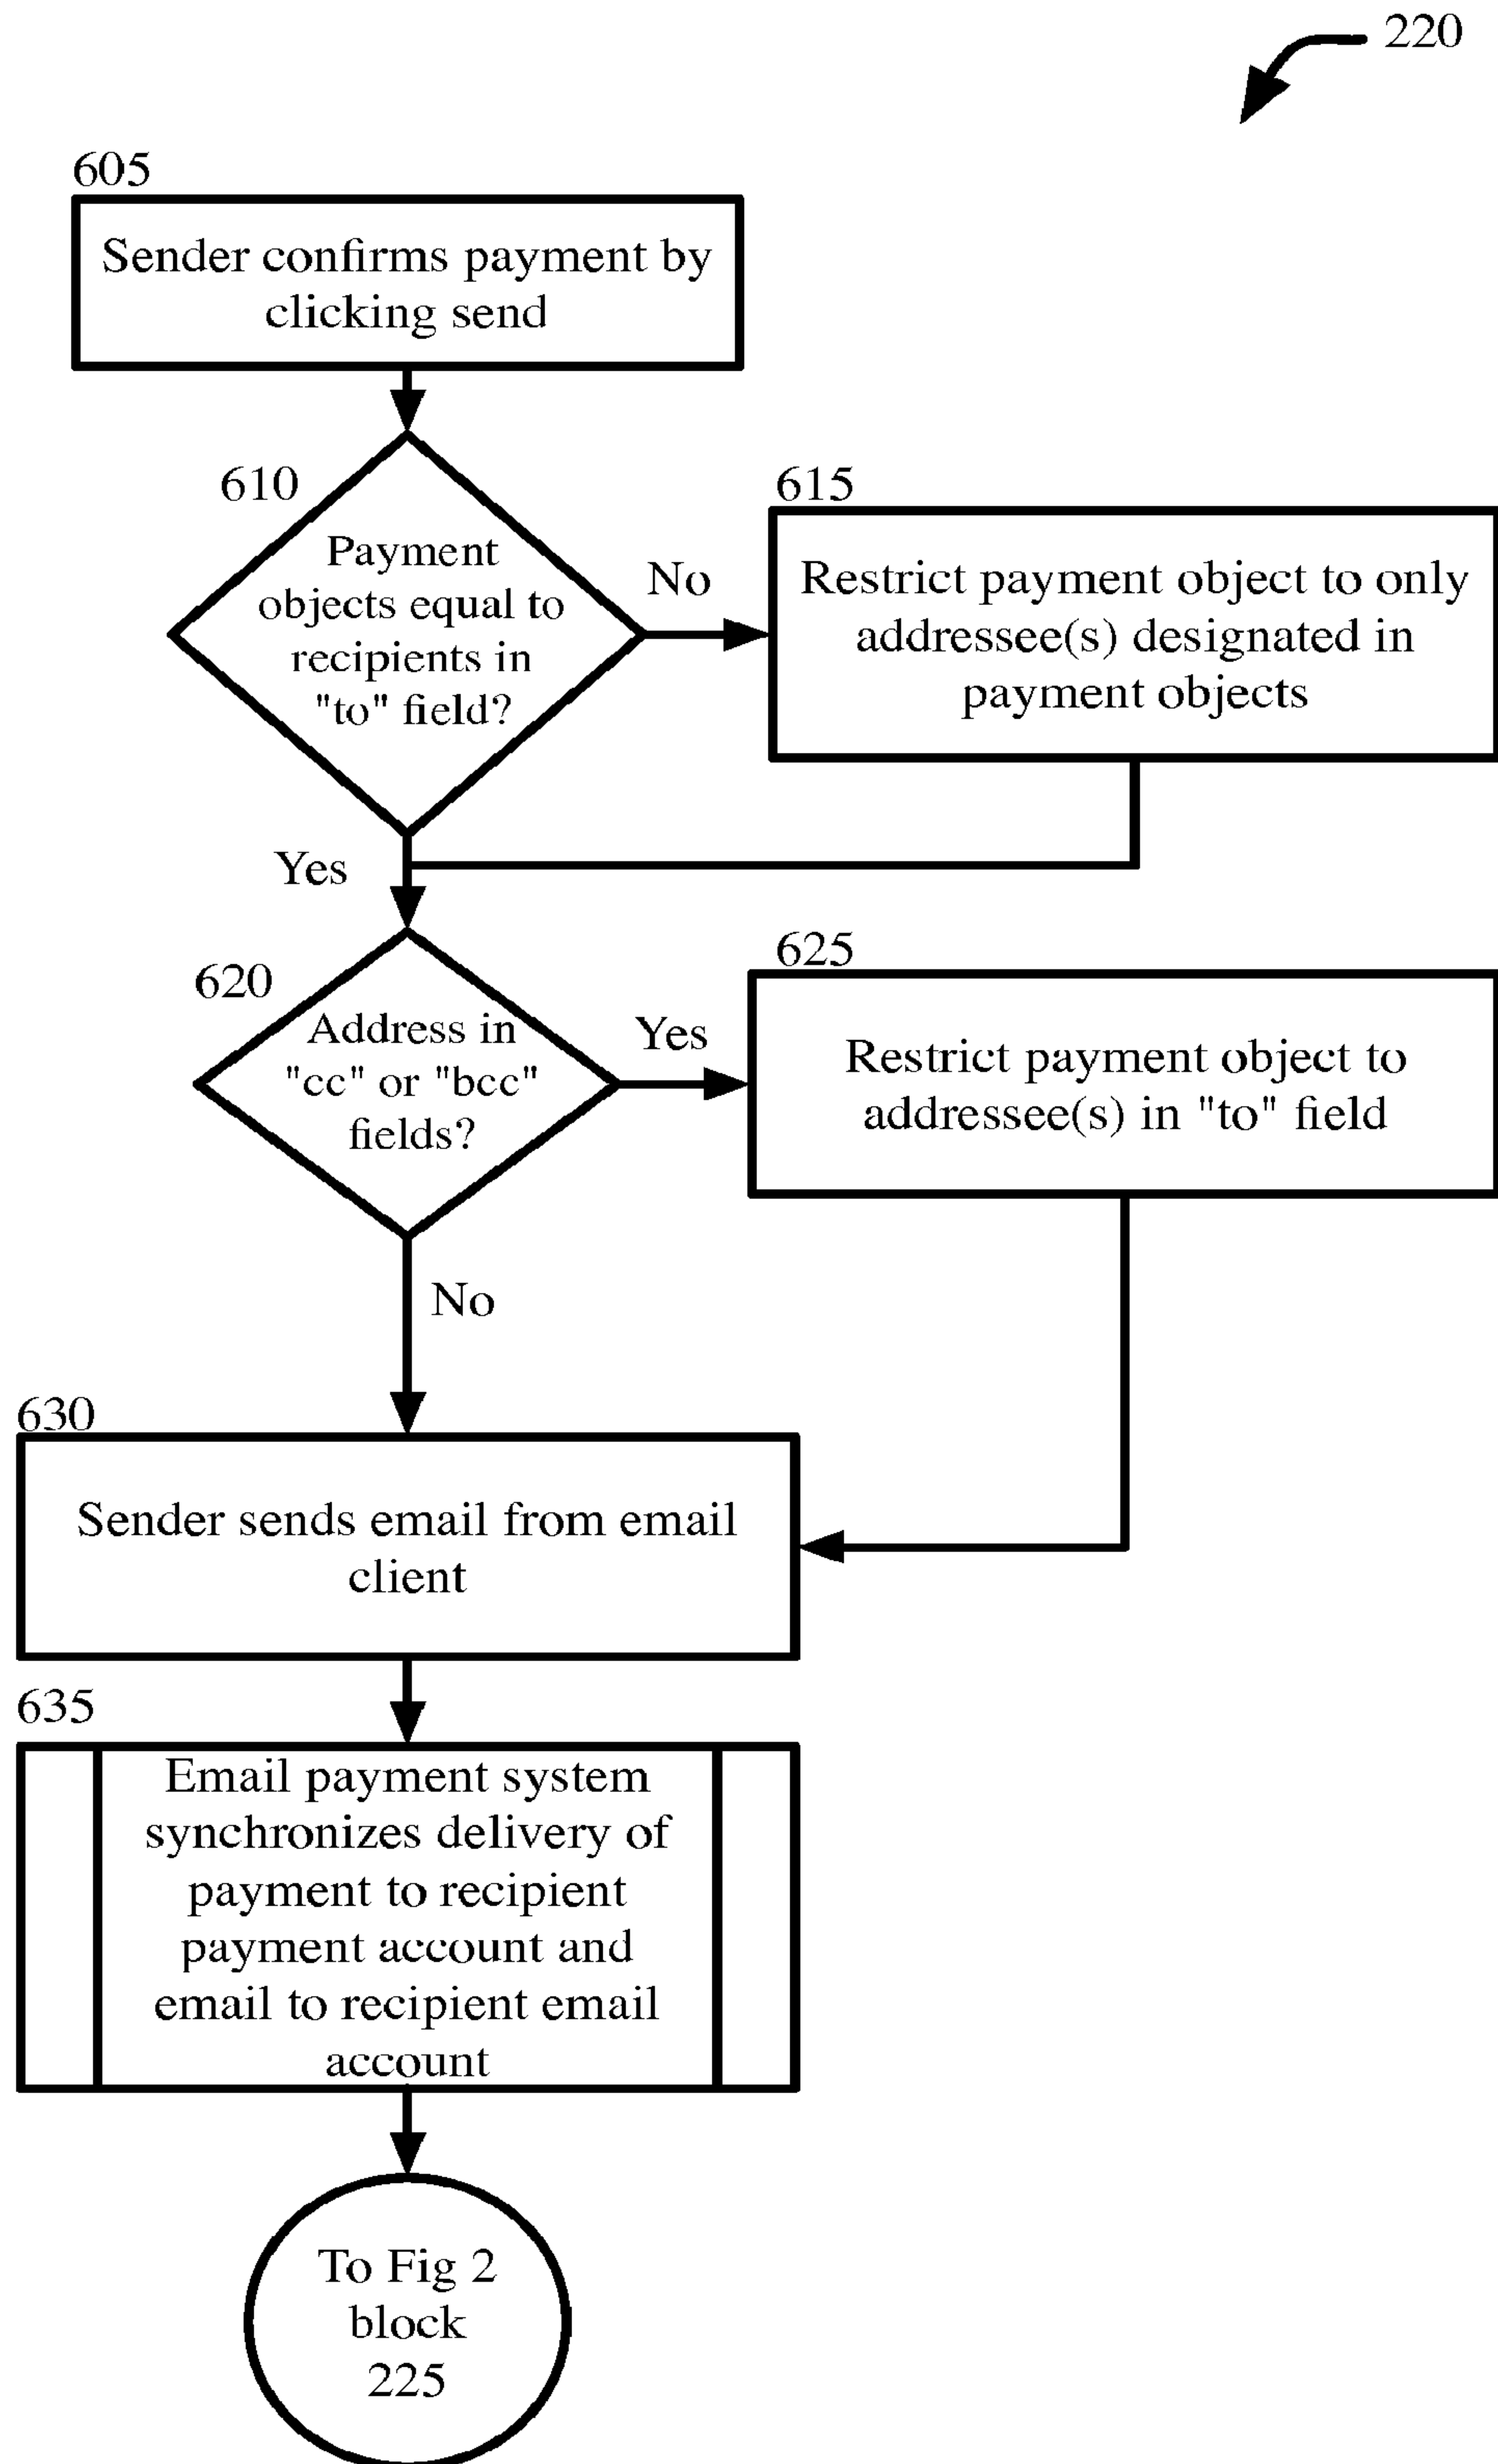 220
605
Sender confirms payment by
clicking send
610
Payment
objects equal to
recipients in
"to" field?
No
615
Restrict payment object to only
addressee(s) designated in
payment objects
Yes
620
Address in
"cc" or "bcc"
fields?
Yes
625
Restrict payment object to
addressee(s) in "to" field
No
630
Sender sends email from email
client
635
Email payment system
synchronizes delivery of
payment to recipient
payment account and
email to recipient email
account
To Fig 2
block
225